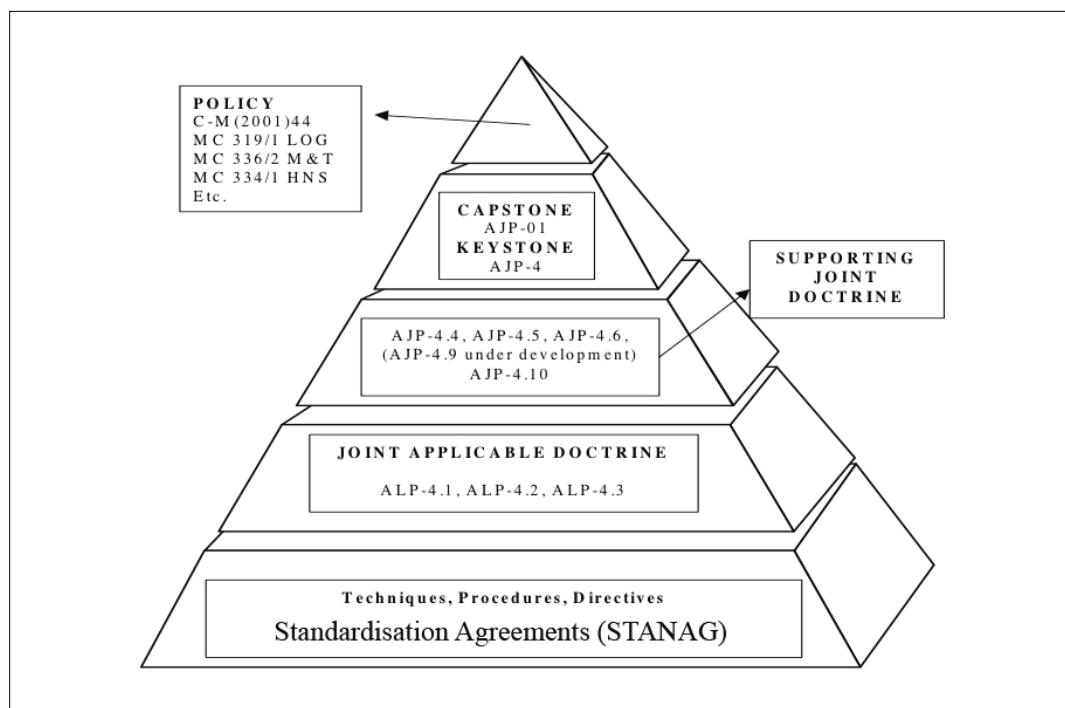 POLICY
C-M(2001)44
MC 319/1 LOG
MC 336/2 M&T
MC 334/1 HNS
Etc.
CAPSTONE
AJP-01
KEYSTONE
AJP-4
SUPPORTING
JOINT
DOCTRINE
AJP-4.4, AJP-4.5, AJP-4.6,
(AJP-4.9 under development)
AJP-4.10
JOINT APPLICABLE DOCTRINE
ALP-4.1, ALP-4.2, ALP-4.3
Techniques, Procedures, Directives
Standardisation Agreements (STANAG)